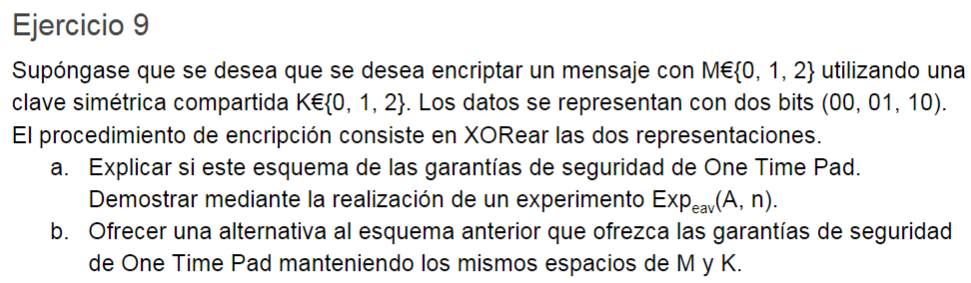 Ejercicio 9
Supóngase que se desea que se desea encriptar un mensaje con M€{0, 1, 2} utilizando una
clave simétrica compartida K€{0, 1, 2}. Los datos se representan con dos bits (00, 01, 10).
El procedimiento de encripción consiste en XORear las dos representaciones.
a. Explicar si este esquema de las garantías de seguridad de One Time Pad.
Demostrar mediante la realización de un experimento Expeav(A, n).
b. Ofrecer una alternativa al esquema anterior que ofrezca las garantías de seguridad
de One Time Pad manteniendo los mismos espacios de M y K.